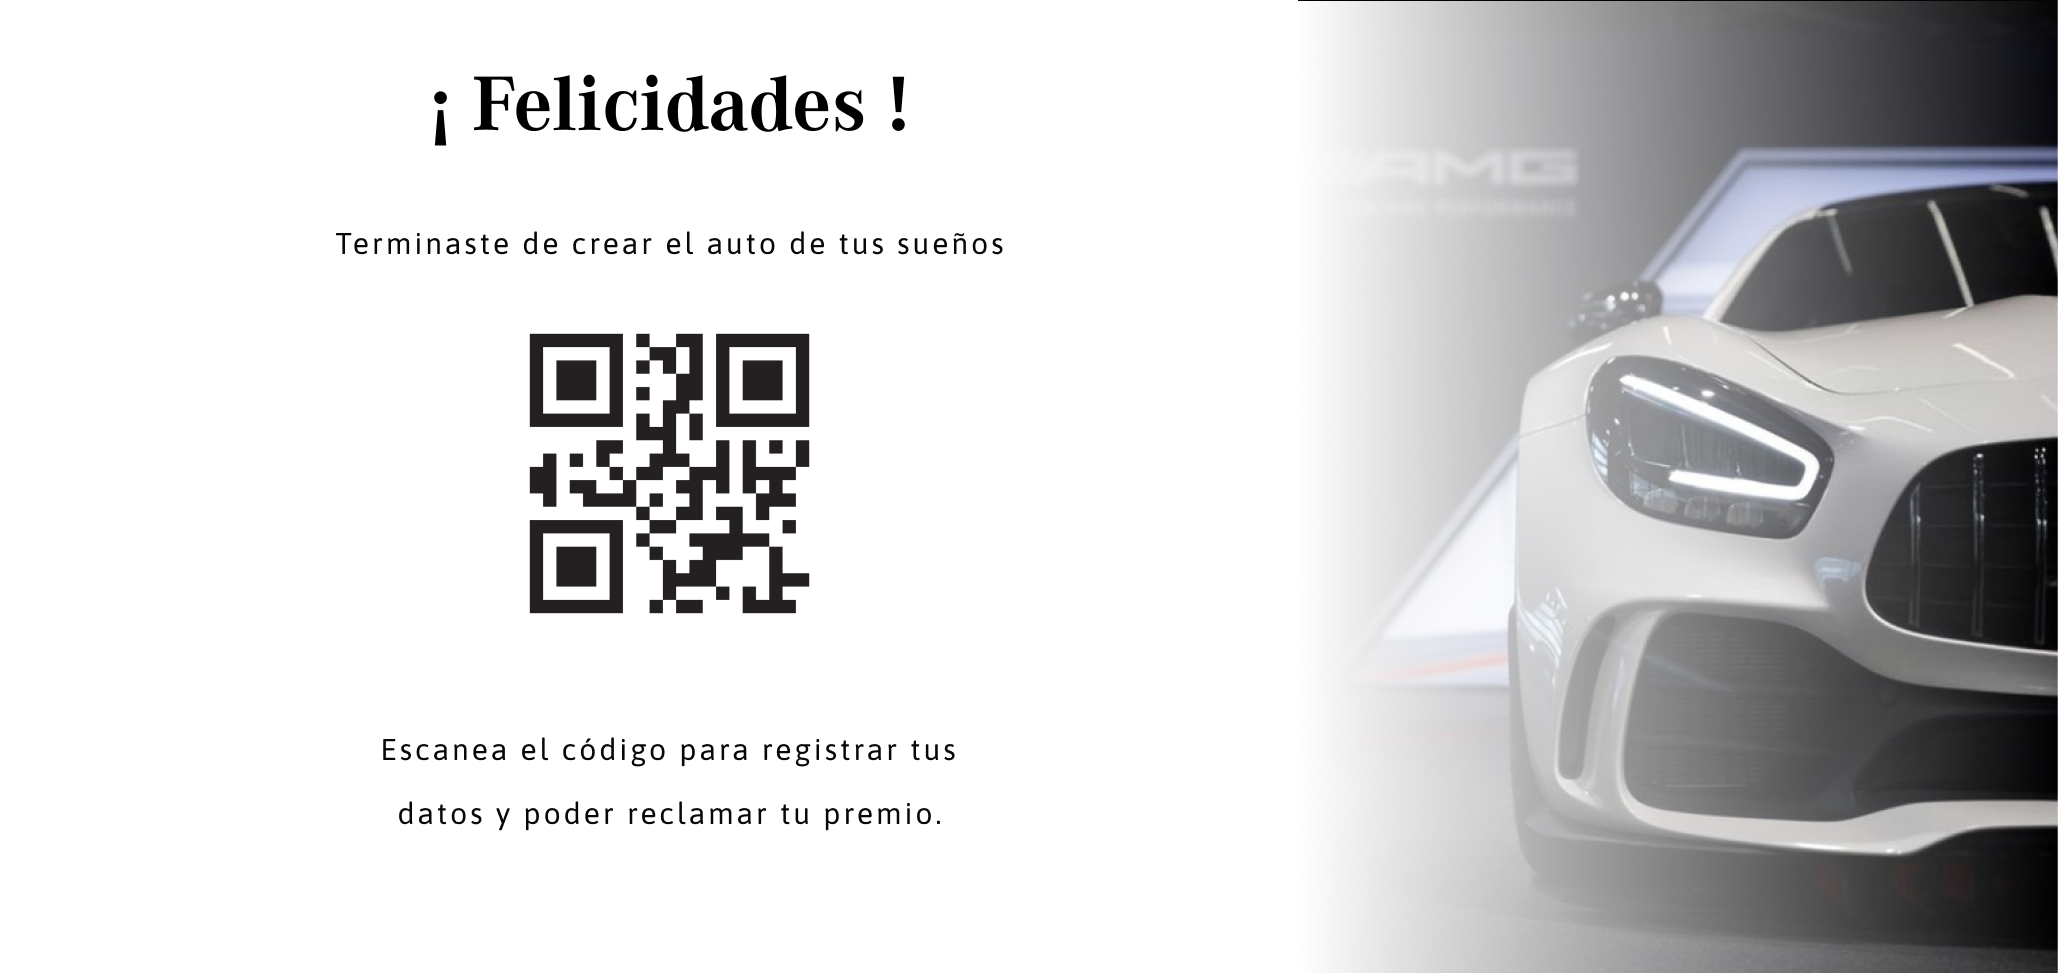 ¡ Felicidades !
Terminaste de crear el auto de tus sueños
Escanea el código para registrar tus
datos y poder reclamar tu premio.
AMG